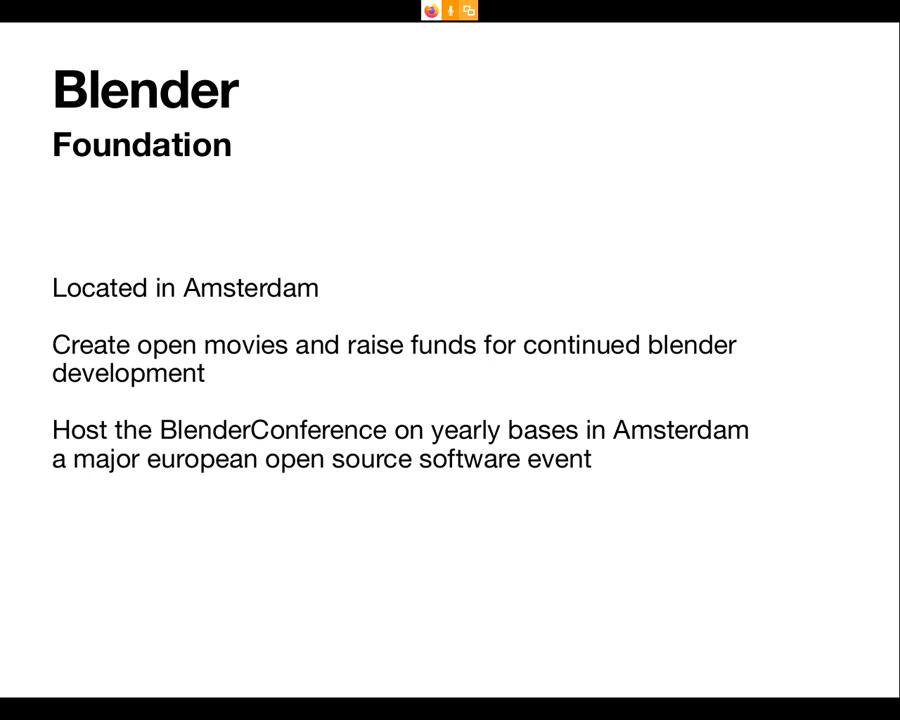 Blender
Foundation
Located in Amsterdam
Create open movies and raise funds for continued blender
development
Host the BlenderConference on yearly bases in Amsterdam
a major european open source software event